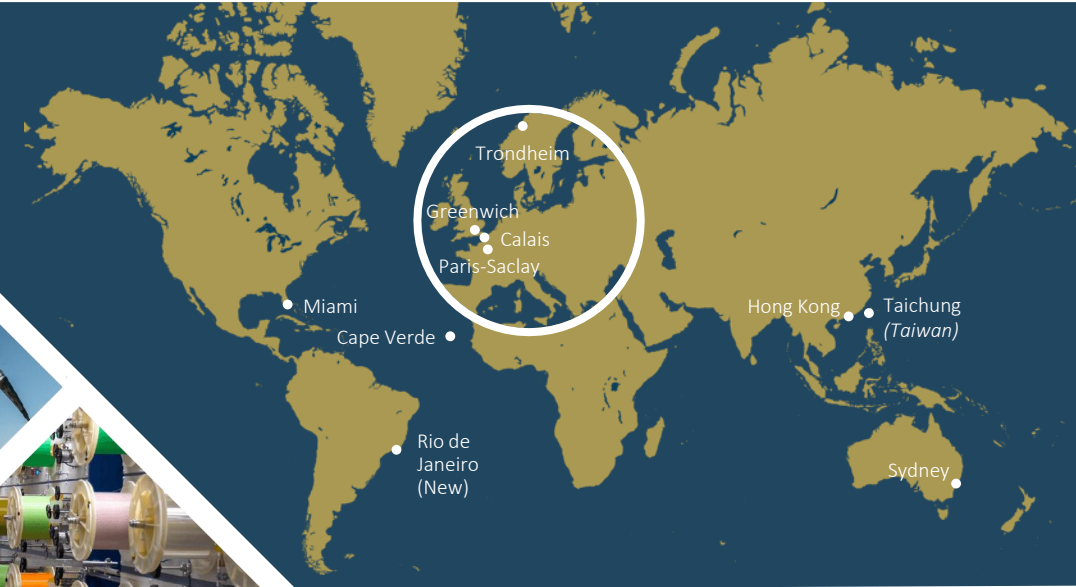 Trondheim
Greenwich
Calais
Paris-Saclay
Miami
Hong Kong
Taichung
(Taiwan)
Cape Verde
Rio de
Janeiro
(New)
Sydney